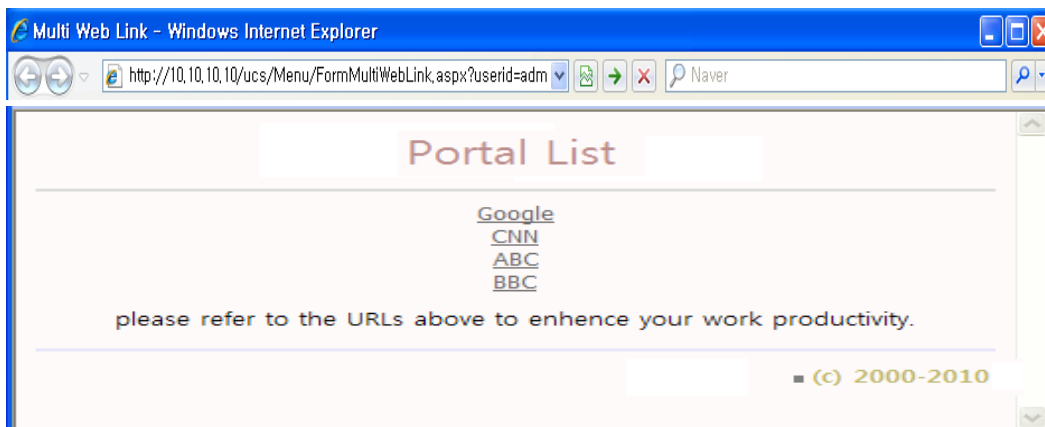 Multi Web Link - Windows Internet Explorer
http://10,10,10,10/ucs/Menu/FormMultiWebLink,aspx?userid=adm Naver
Portal List
Google
CNN
ABC
BBC
please refer to the URLs above to enhence your work productivity.
(c) 2000-2010